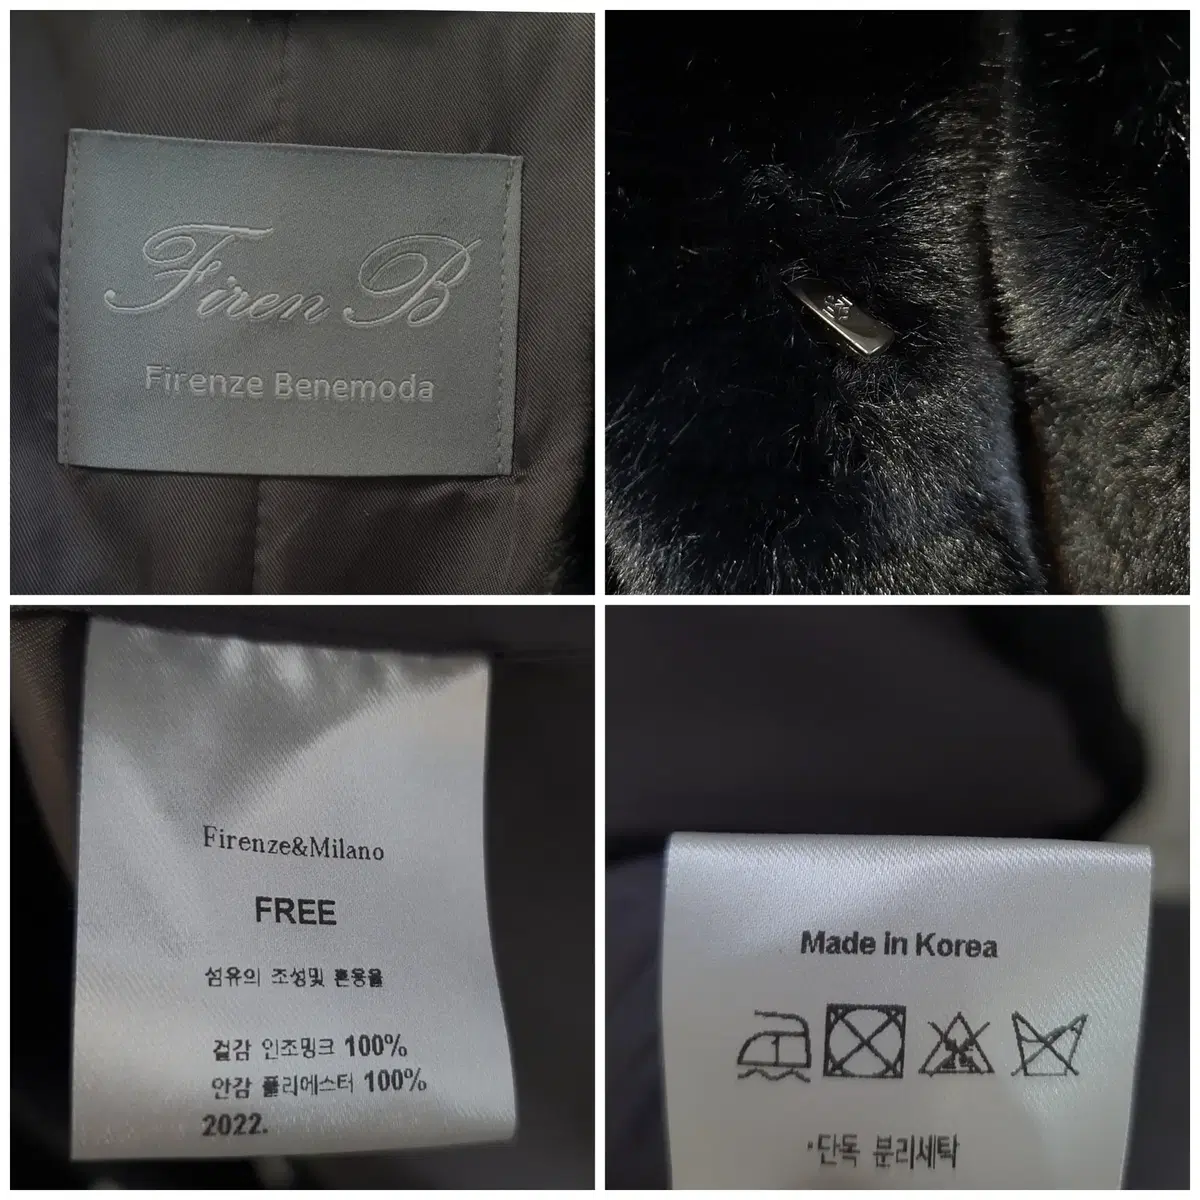 Firen B
Firenze Benemoda
Firenze&Milano
FREE
섬유의 조성및 혼용율
겉감 인조밍크 100%
안감 폴리에스터 100%
2022.
Made in Korea
·단독 분리세탁